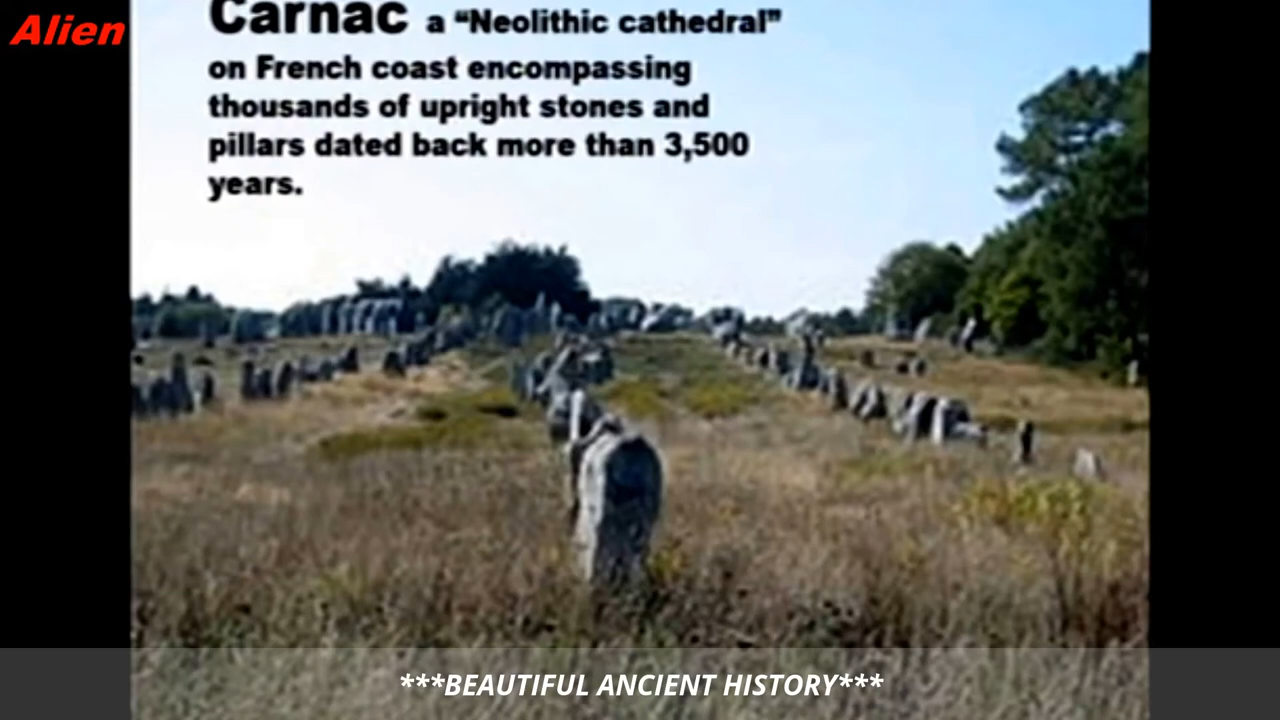 Alien
Carnac a “Neolithic cathedral”
on French coast encompassing
thousands of upright stones and
pillars dated back more than 3,500
years.
***BEAUTIFUL ANCIENT HISTORY***